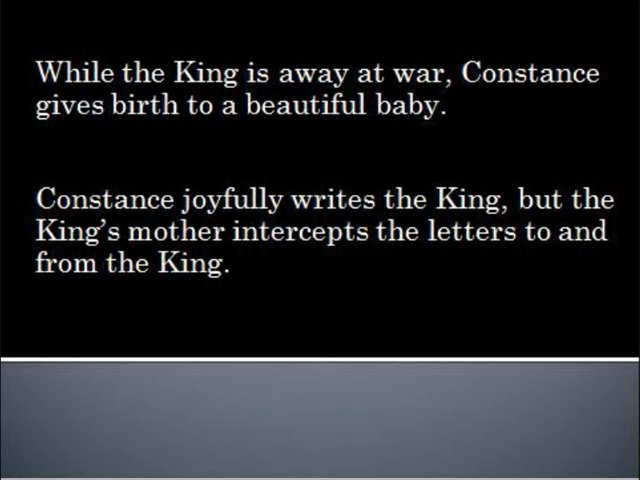 While the King is away at war, Constance
gives birth to a beautiful baby.
Constance joyfully writes the King, but the
King’s mother intercepts the letters to and
from the King.